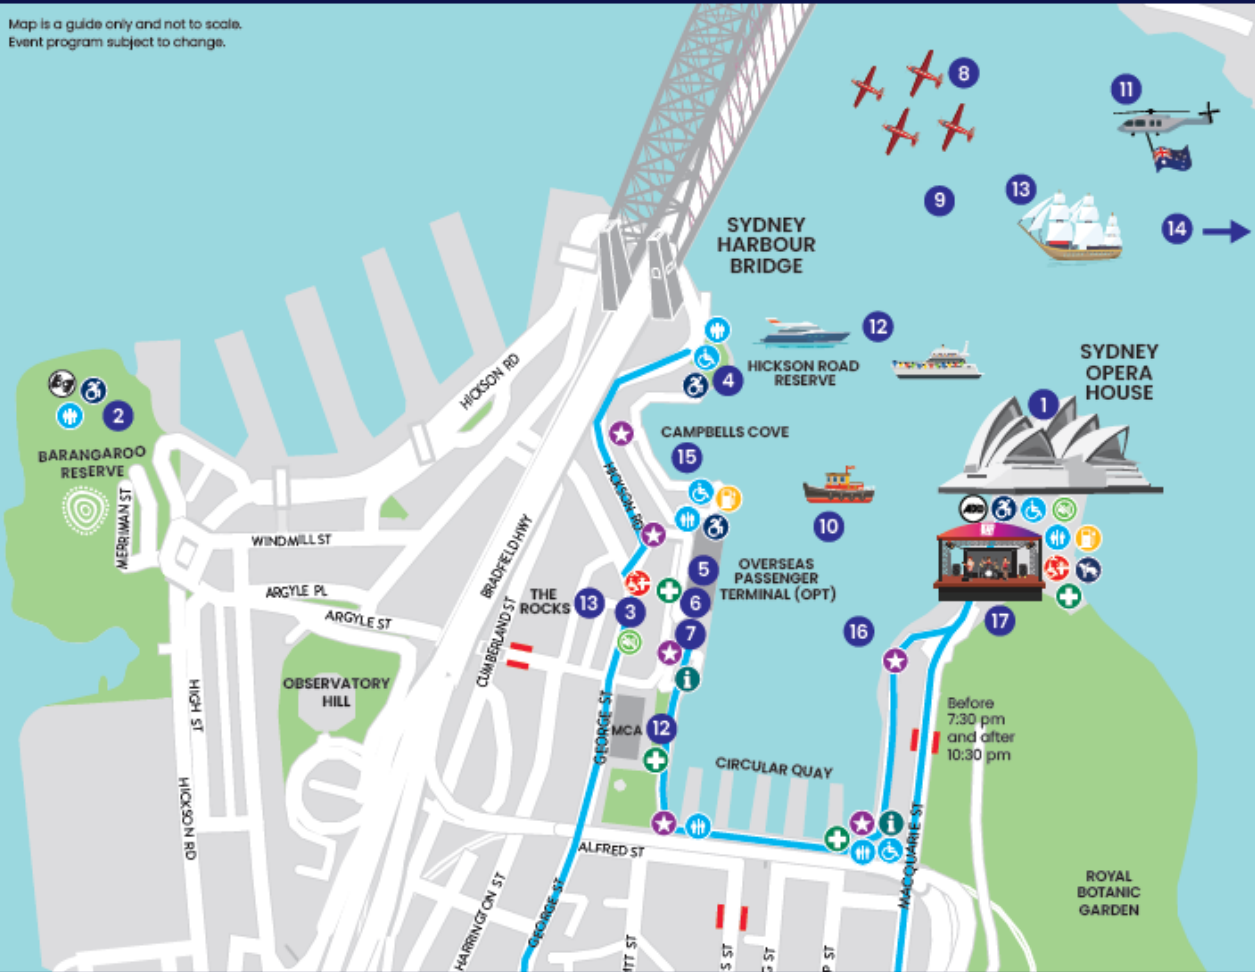 Map is a guide only and not to scale.
Event program subject to change.
8
11
13
9
14
SYDNEY
HARBOUR
BRIDGE
12
HICKSON ROAD
RESERVE
4
SYDNEY
OPERA
HOUSE
1
HICKSON RD
2
BARANGAROO
RESERVE
MERRIMAN ST
CAMPBELLS COVE
15
HICKSON RD
10
WINDMILL ST
BRADFIELD HWY
ARGYLE PL
ARGYLE ST
CUMBERLAND ST
THE
ROCKS
13
3
5
6
7
OVERSEAS
PASSENGER
TERMINAL (OPT)
16
17
i
OBSERVATORY
HILL
HIGH ST
GEORGE ST
MCA
12
Before
7:30 pm
and after
10:30 pm
CIRCULAR QUAY
i
HICKSON RD
ALFRED ST
MACQUARIE ST
HARRINGTON ST
GEORGE ST
ROYAL
BOTANIC
GARDEN
TT ST
S ST
G ST
P ST